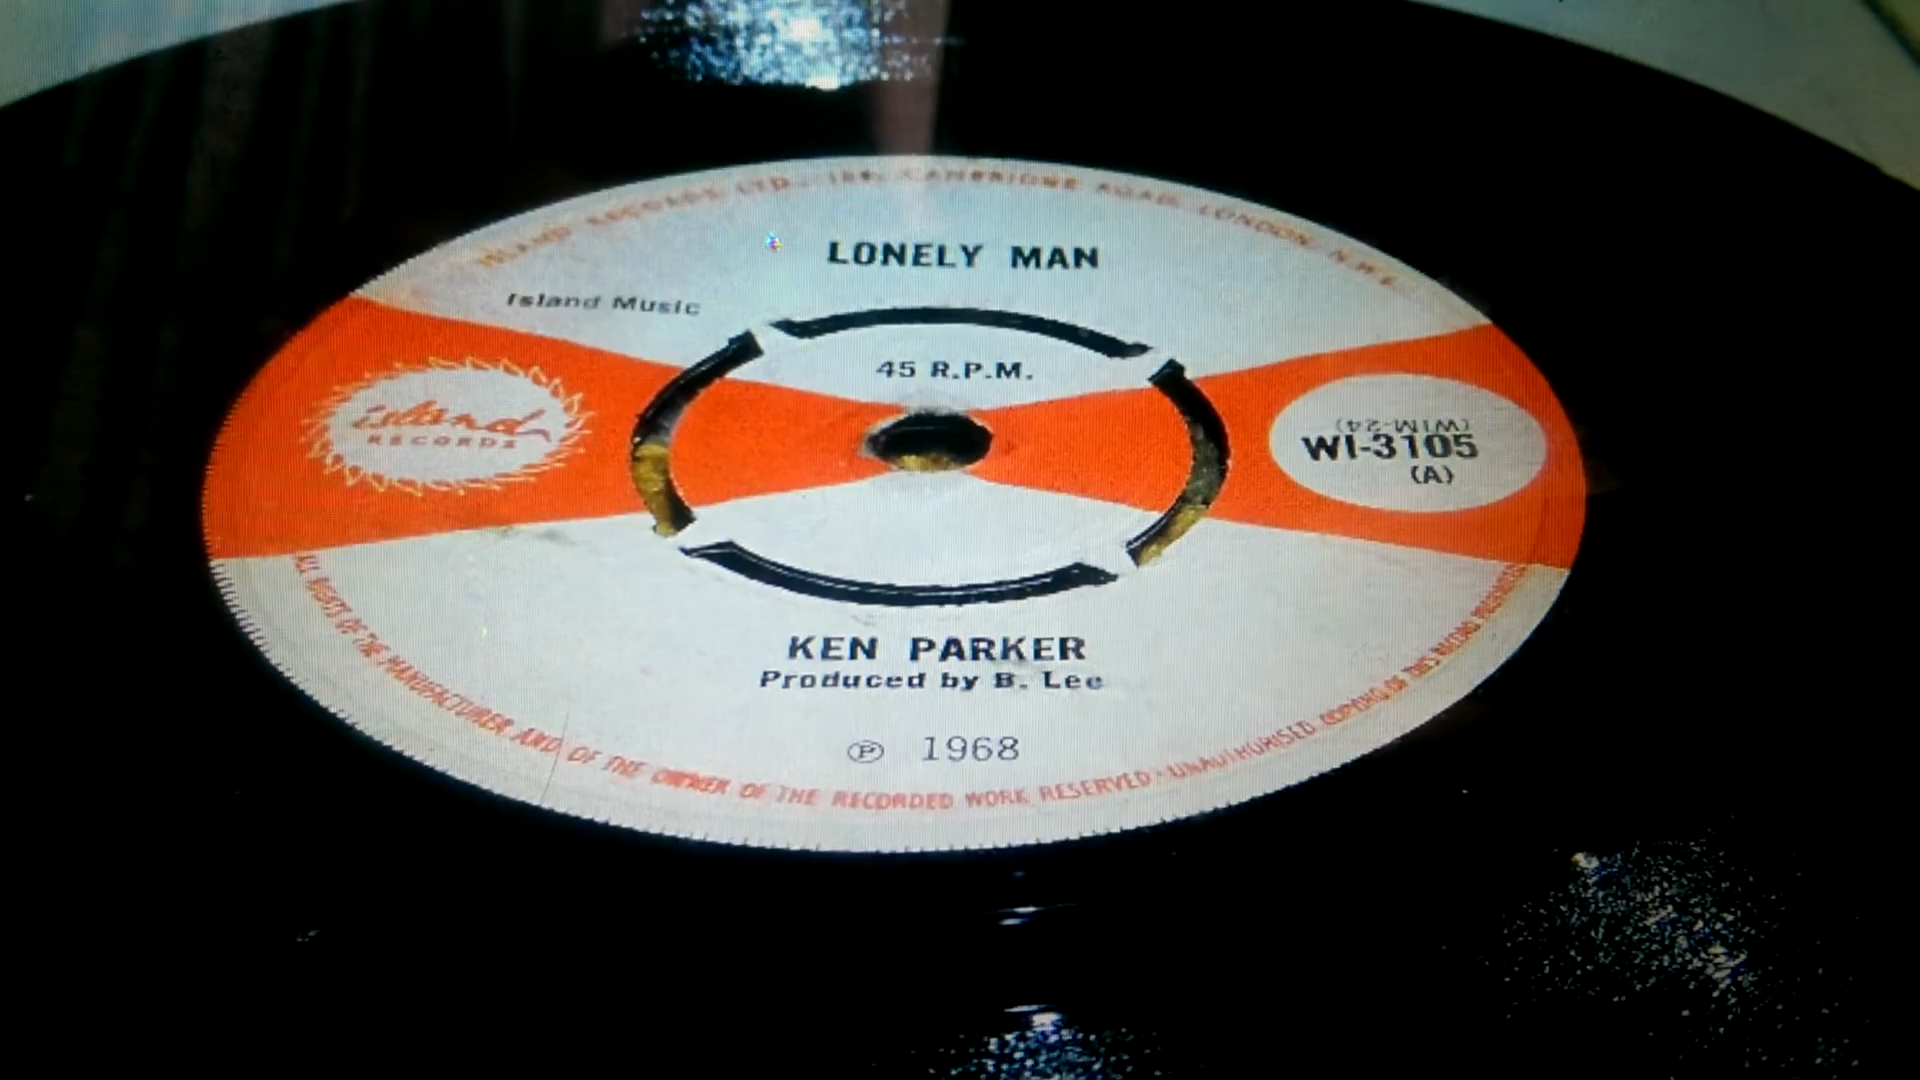 ISLAND RECORDS LTD., 108, CAMBRIDGE ROAD, LONDON, N.W.6.
LONELY MAN
Island Music
45 R.P.M.
island
RECORDS
(WIM-24)
WI-3105
(A)
KEN PARKER
Produced by B. Lee
℗ 1968
ALL RIGHTS OF THE MANUFACTURER AND OF THE OWNER OF THE RECORDED WORK RESERVED · UNAUTHORISED COPYING OF THIS RECORD PROHIBITED